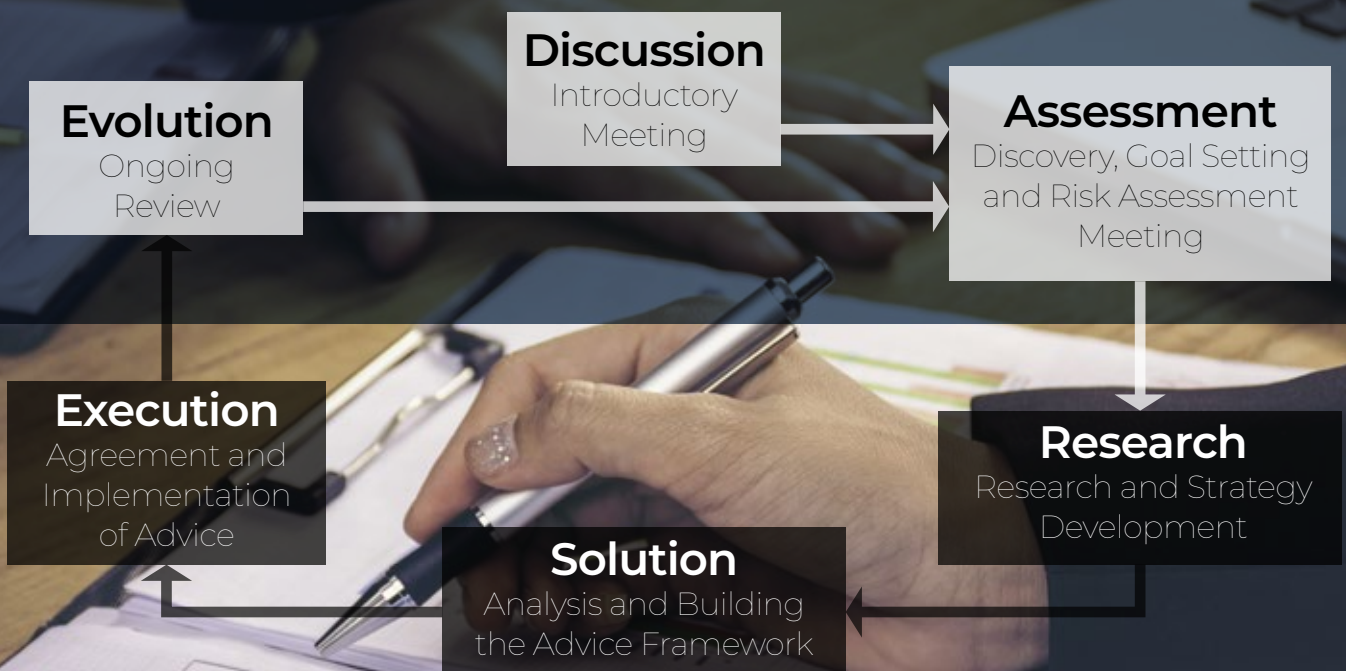 Discussion
Introductory
Meeting
Assessment
Discovery, Goal Setting
and Risk Assessment
Meeting
Research
Research and Strategy
Development
Solution
Analysis and Building
the Advice Framework
Execution
Agreement and
Implementation
of Advice
Evolution
Ongoing
Review